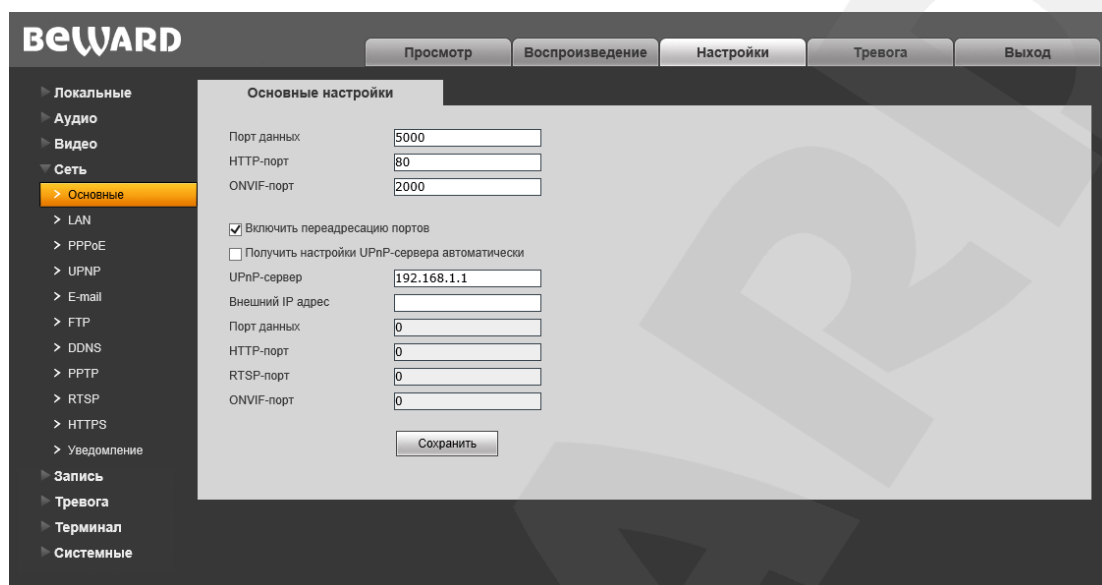 BEWARD
Просмотр Воспроизведение Настройки Тревога Выход
Локальные
Аудио
Видео
Сеть
> Основные
> LAN
> PPPoE
> UPNP
> E-mail
> FTP
> DDNS
> PPTP
> RTSP
> HTTPS
> Уведомление
Запись
Тревога
Терминал
Системные
Основные настройки
Порт данных 5000
HTTP-порт 80
ONVIF-порт 2000
Включить переадресацию портов
Получить настройки UPnP-сервера автоматически
UPnP-сервер 192.168.1.1
Внешний IP адрес
Порт данных 0
HTTP-порт 0
RTSP-порт 0
ONVIF-порт 0
Сохранить